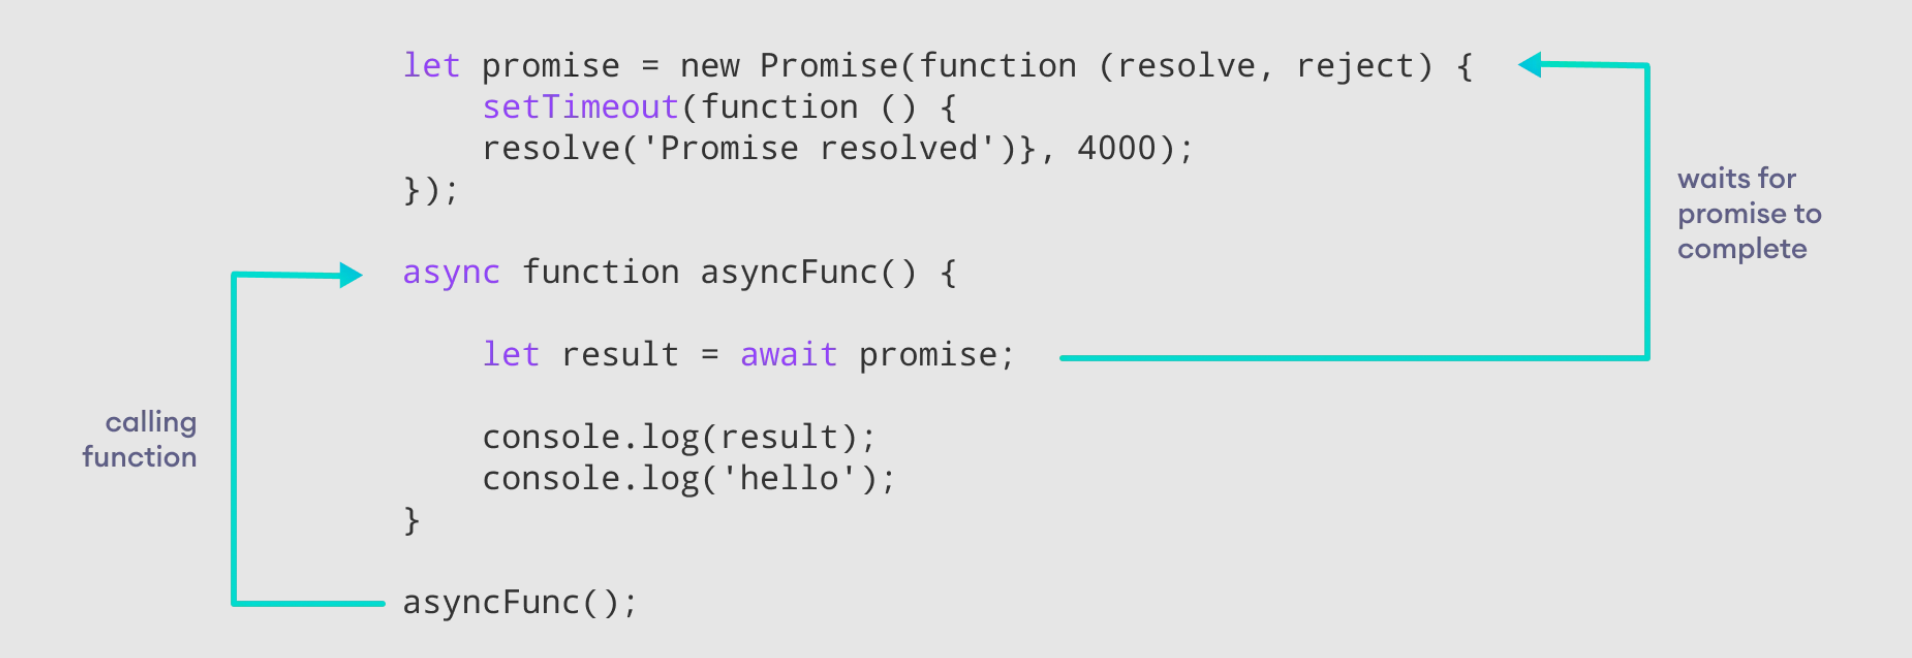 let promise = new Promise(function (resolve, reject) {
    setTimeout(function () {
    resolve('Promise resolved')}, 4000);
});
waits for
promise to
complete
async function asyncFunc() {
    let result = await promise;
calling
function
    console.log(result);
    console.log('hello');
}
asyncFunc();